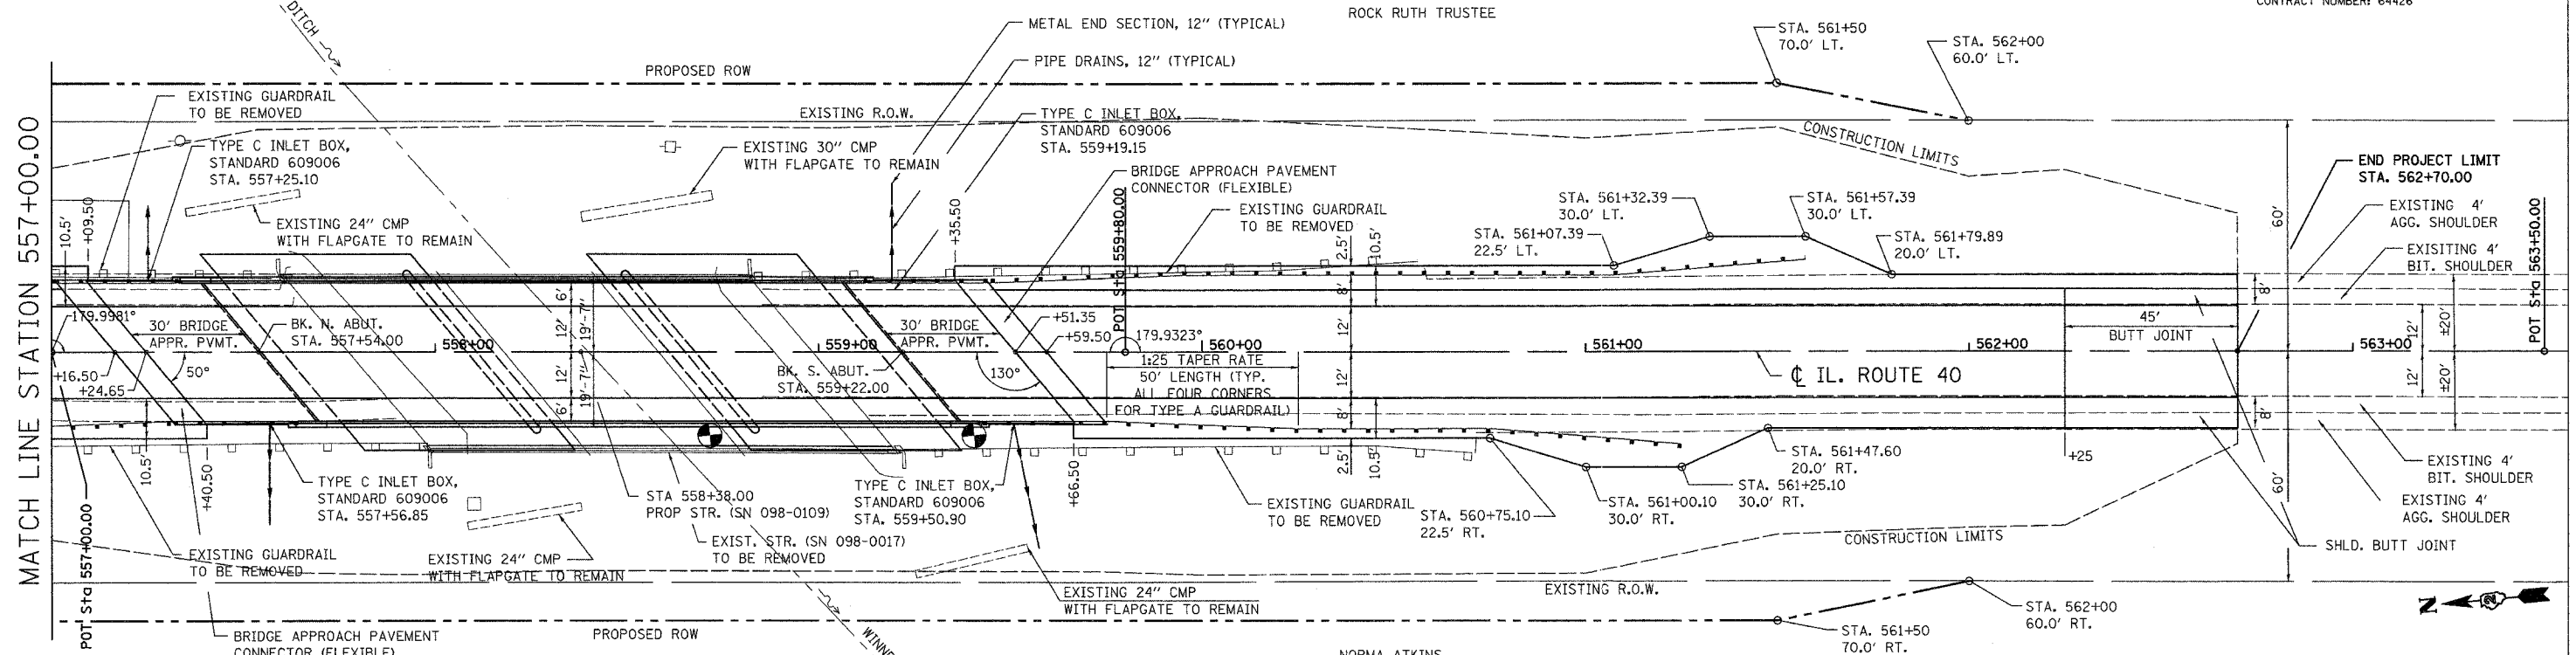 CONTRACT NUMBER: 64426
ROCK RUTH TRUSTEE
DITCH
METAL END SECTION, 12" (TYPICAL)
PIPE DRAINS, 12" (TYPICAL)
STA. 561+50
70.0' LT.
STA. 562+00
60.0' LT.
PROPOSED ROW
EXISTING GUARDRAIL
TO BE REMOVED
EXISTING R.O.W.
TYPE C INLET BOX,
STANDARD 609006
STA. 559+19.15
CONSTRUCTION LIMITS
MATCH LINE STATION 557+00.00
TYPE C INLET BOX,
STANDARD 609006
STA. 557+25.10
EXISTING 30" CMP
WITH FLAPGATE TO REMAIN
BRIDGE APPROACH PAVEMENT
CONNECTOR (FLEXIBLE)
END PROJECT LIMIT
STA. 562+70.00
EXISTING 24" CMP
WITH FLAPGATE TO REMAIN
EXISTING GUARDRAIL
TO BE REMOVED
STA. 561+32.39
30.0' LT.
STA. 561+57.39
30.0' LT.
STA. 561+07.39
22.5' LT.
STA. 561+79.89
20.0' LT.
EXISTING 4'
AGG. SHOULDER
EXISITING 4'
BIT. SHOULDER
10.5'
+09.50
+35.50
POT Sta 559+80.00
2.5'
10.5'
60'
POT Sta 563+50.00
8'
8'
179.9981°
30' BRIDGE
APPR. PVMT.
BK. N. ABUT.
STA. 557+54.00
558+00
6'
12'
19'-7"
559+00
30' BRIDGE
APPR. PVMT.
+51.35
+59.50
179.9323°
560+00
12'
561+00
562+00
45'
BUTT JOINT
12'
±20'
563+00
+16.50
+24.65
50°
12'
6'
19'-7"
BK. S. ABUT.
STA. 559+22.00
130°
1:25 TAPER RATE
50' LENGTH (TYP.
ALL FOUR CORNERS
FOR TYPE A GUARDRAIL)
12'
8'
℄ IL. ROUTE 40
12'
±20'
8'
10.5'
+40.50
+66.50
2.5'
10.5'
+25
60'
TYPE C INLET BOX,
STANDARD 609006
STA. 557+56.85
STA 558+38.00
PROP STR. (SN 098-0109)
TYPE C INLET BOX,
STANDARD 609006
STA. 559+50.90
EXISTING GUARDRAIL
TO BE REMOVED
STA. 560+75.10
22.5' RT.
STA. 561+00.10
30.0' RT.
STA. 561+25.10
30.0' RT.
STA. 561+47.60
20.0' RT.
EXISTING 4'
BIT. SHOULDER
EXISTING 4'
AGG. SHOULDER
SHLD. BUTT JOINT
EXIST. STR. (SN 098-0017)
TO BE REMOVED
CONSTRUCTION LIMITS
POT Sta 557+00.00
EXISTING GUARDRAIL
TO BE REMOVED
EXISTING 24" CMP
WITH FLAPGATE TO REMAIN
EXISTING 24" CMP
WITH FLAPGATE TO REMAIN
EXISTING R.O.W.
STA. 562+00
60.0' RT.
N
2
BRIDGE APPROACH PAVEMENT
CONNECTOR (FLEXIBLE)
PROPOSED ROW
STA. 561+50
70.0' RT.
NORMA ATKINS